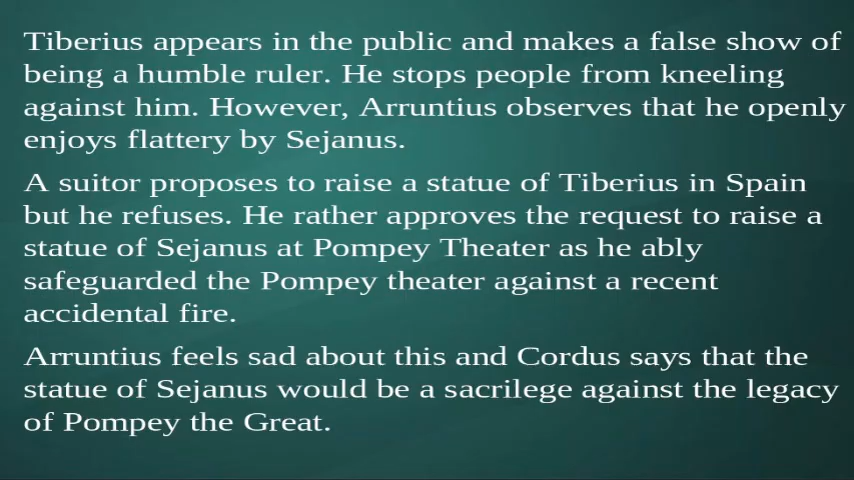 Tiberius appears in the public and makes a false show of
being a humble ruler. He stops people from kneeling
against him. However, Arruntius observes that he openly
enjoys flattery by Sejanus.
A suitor proposes to raise a statue of Tiberius in Spain
but he refuses. He rather approves the request to raise a
statue of Sejanus at Pompey Theater as he ably
safeguarded the Pompey theater against a recent
accidental fire.
Arruntius feels sad about this and Cordus says that the
statue of Sejanus would be a sacrilege against the legacy
of Pompey the Great.